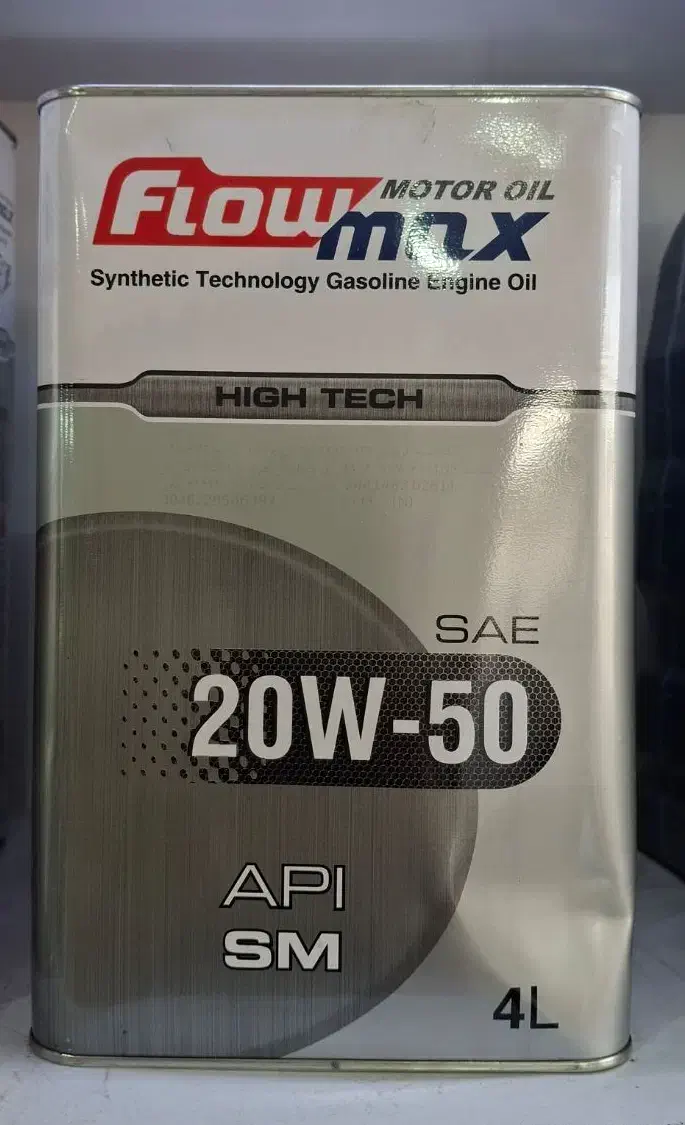 Flow MOTOR OIL
max
Synthetic Technology Gasoline Engine Oil
HIGH TECH
SAE
20W-50
API
SM
4L